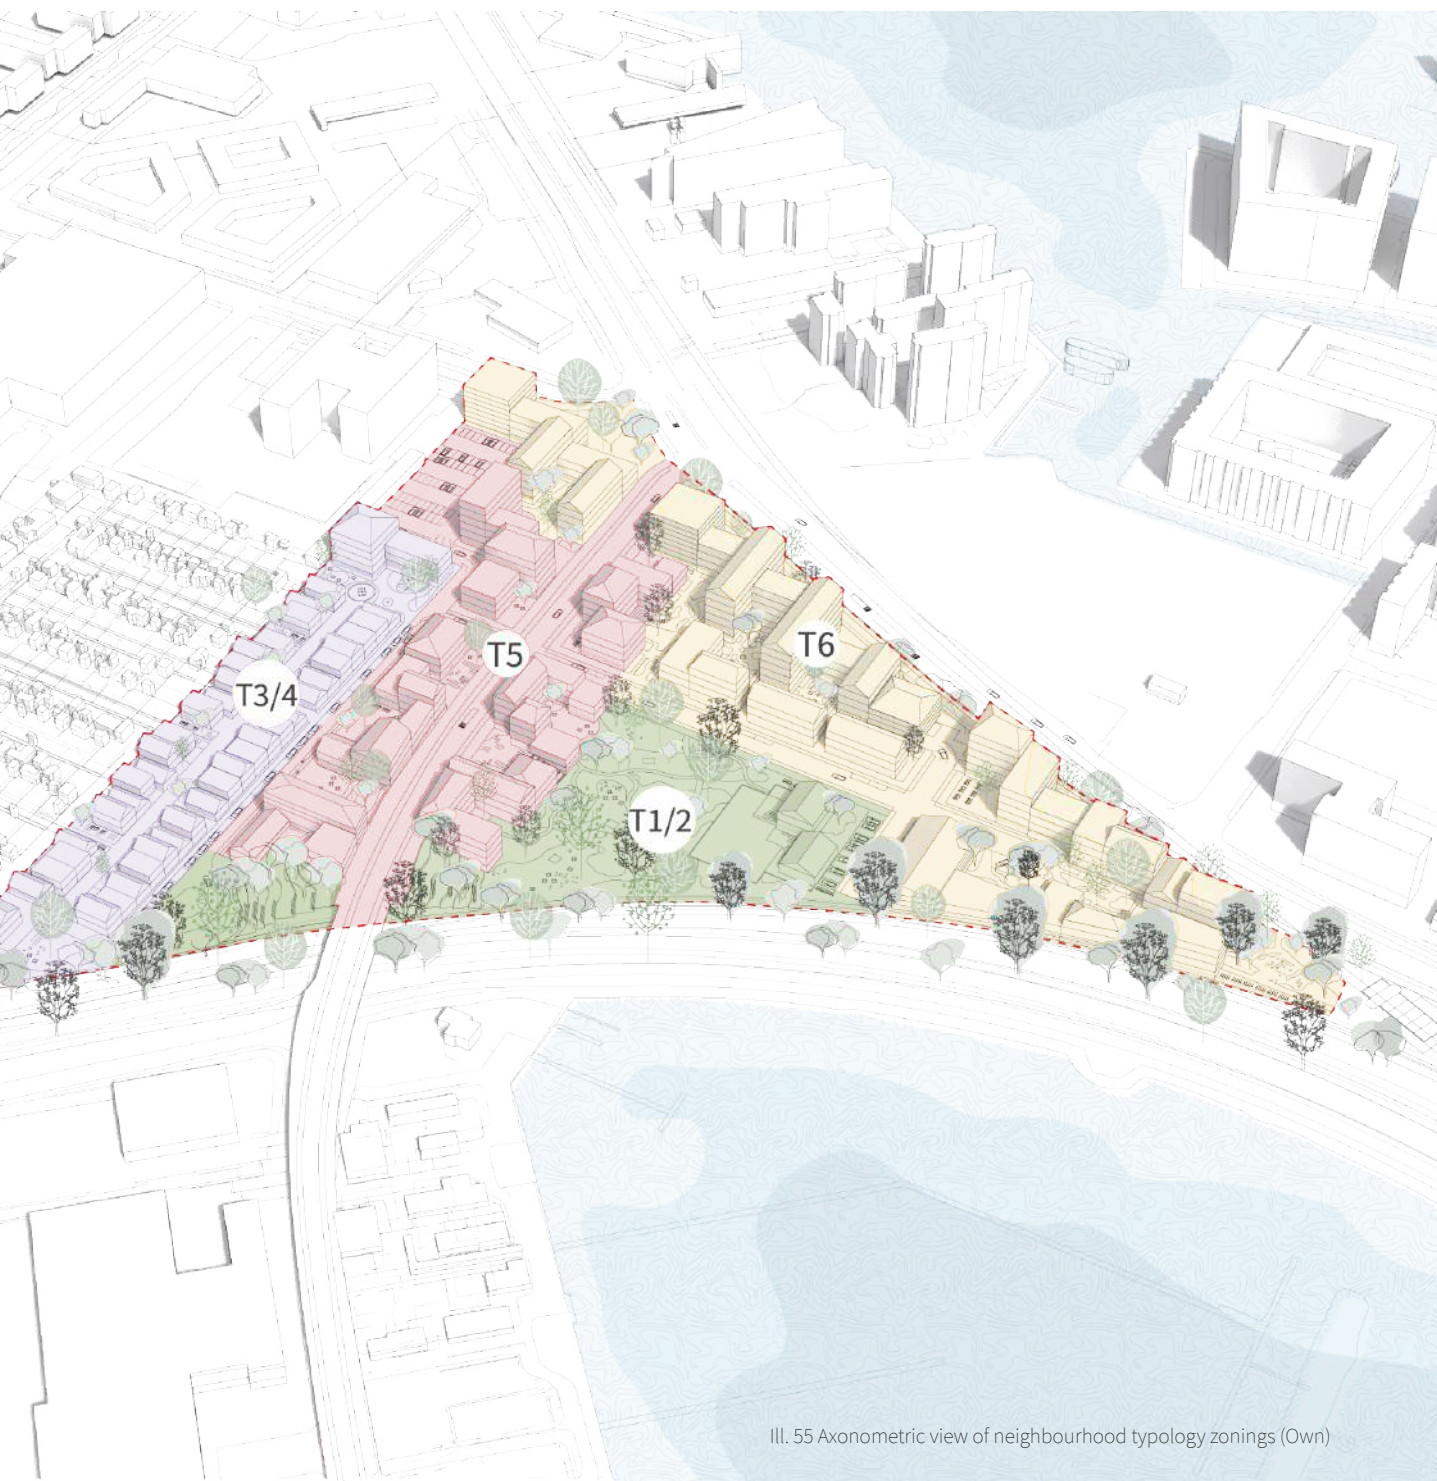 T6
T5
T3/4
T1/2
Ill. 55 Axonometric view of neighbourhood typology zonings (Own)